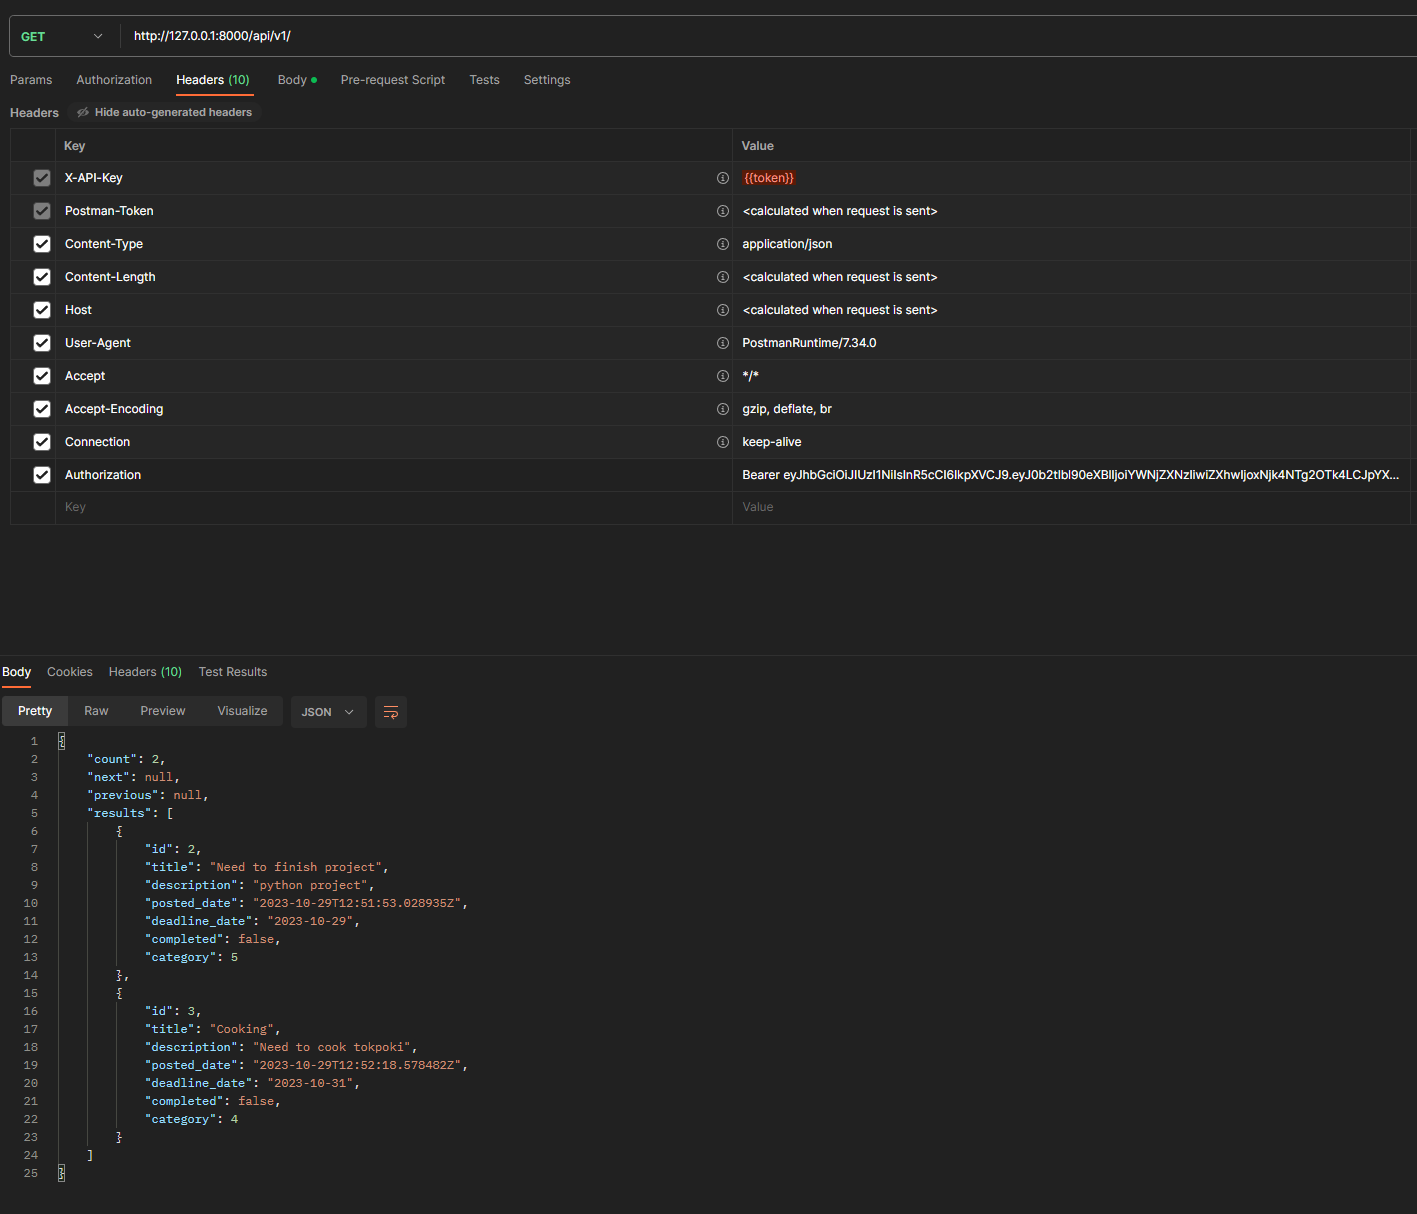 GET http://127.0.0.1:8000/api/v1/
Params Authorization Headers (10) Body Pre-request Script Tests Settings
Headers Hide auto-generated headers
Key Value
X-API-Key {{token}}
Postman-Token <calculated when request is sent>
Content-Type application/json
Content-Length <calculated when request is sent>
Host <calculated when request is sent>
User-Agent PostmanRuntime/7.34.0
Accept */*
Accept-Encoding gzip, deflate, br
Connection keep-alive
Authorization Bearer
Key Value
Body Cookies Headers (10) Test Results
Pretty Raw Preview Visualize JSON
1 {
2 "count": 2,
3 "next": null,
4 "previous": null,
5 "results": [
6 {
7 "id": 2,
8 "title": "Need to finish project",
9 "description": "python project",
10 "posted_date": "2023-10-29T12:51:53.028935Z",
11 "deadline_date": "2023-10-29",
12 "completed": false,
13 "category": 5
14 },
15 {
16 "id": 3,
17 "title": "Cooking",
18 "description": "Need to cook tokpoki",
19 "posted_date": "2023-10-29T12:52:18.578482Z",
20 "deadline_date": "2023-10-31",
21 "completed": false,
22 "category": 4
23 }
24 ]
25 }